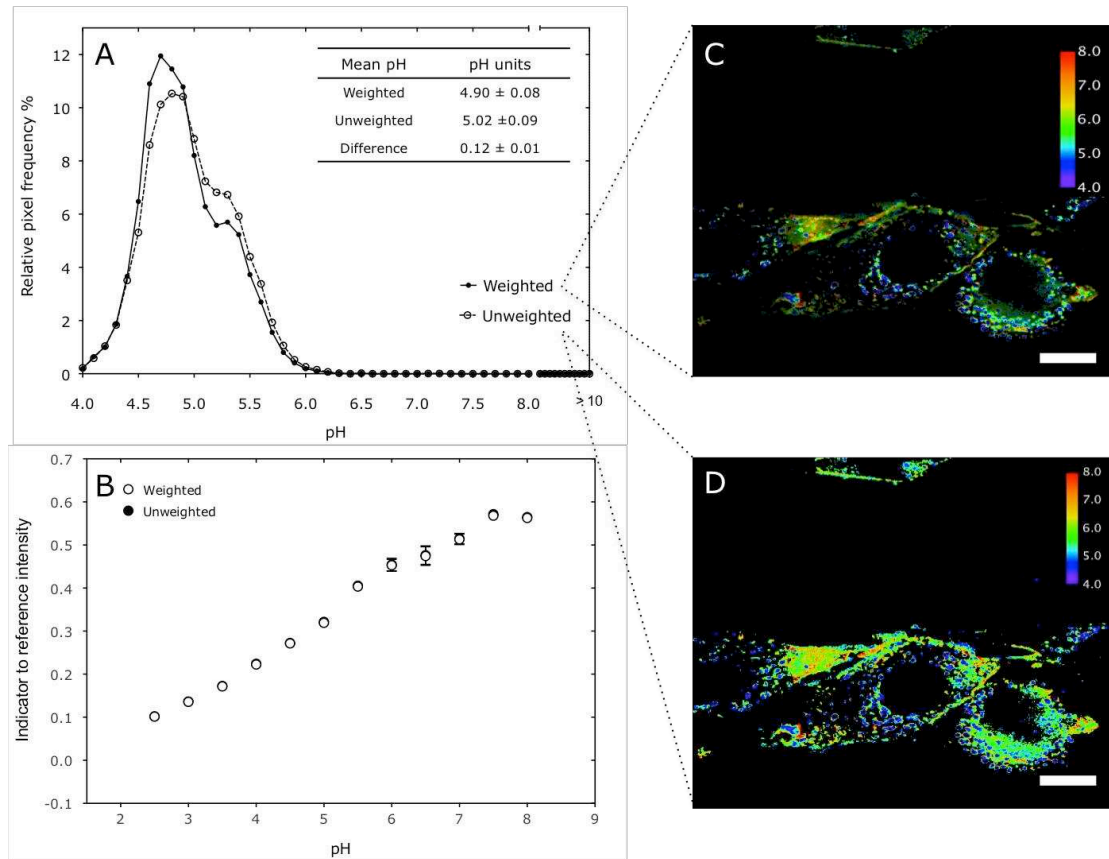 A
Mean pH pH units
Weighted 4.90 ± 0.08
Unweighted 5.02 ±0.09
Difference 0.12 ± 0.01
Relative pixel frequency %
12
10
8
6
4
2
0
Weighted
Unweighted
4.0 4.5 5.0 5.5 6.0 6.5 7.0 7.5 8.0 >10
pH
B
Weighted
Unweighted
Indicator to reference intensity
0.7
0.6
0.5
0.4
0.3
0.2
0.1
0.0
-0.1
2 3 4 5 6 7 8 9
pH
C
8.0
7.0
6.0
5.0
4.0
D
8.0
7.0
6.0
5.0
4.0